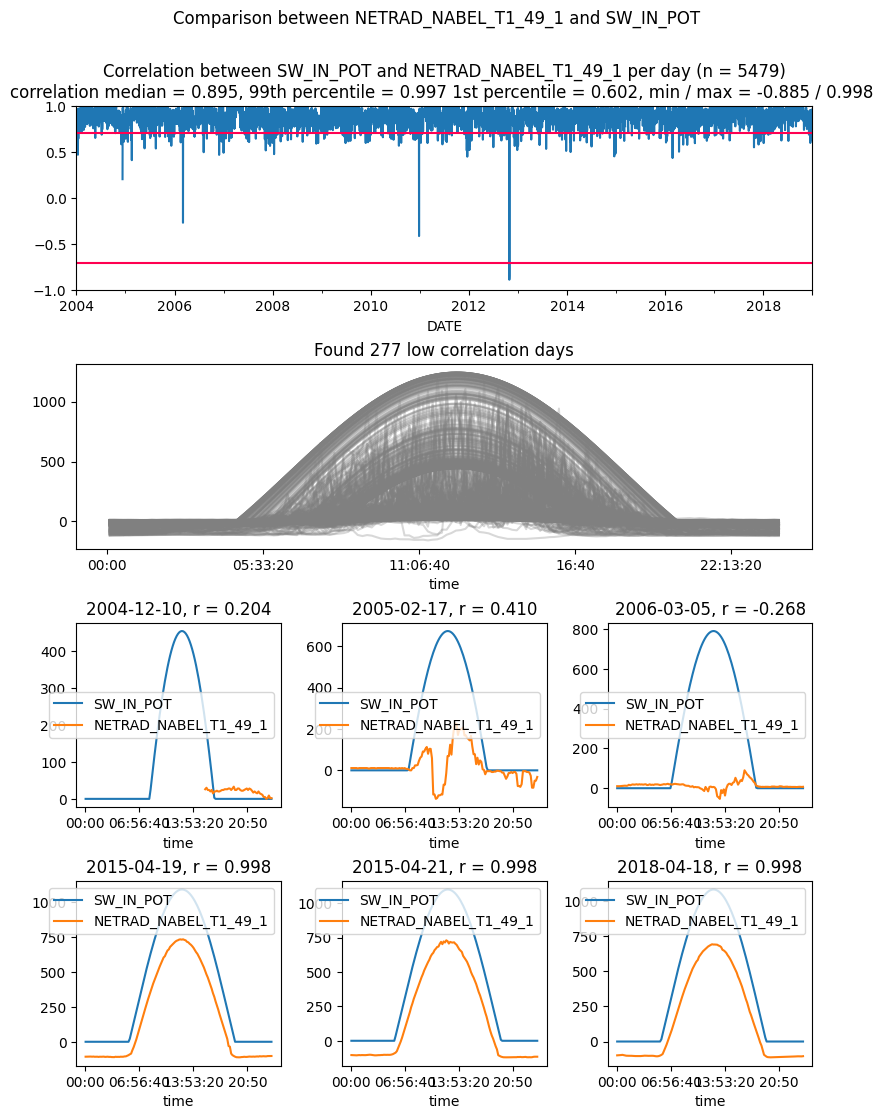 Comparison between NETRAD_NABEL_T1_49_1 and SW_IN_POT
Correlation between SW_IN_POT and NETRAD_NABEL_T1_49_1 per day (n = 5479)
correlation median = 0.895, 99th percentile = 0.997 1st percentile = 0.602, min / max = -0.885 / 0.998
1.0
0.5
0.0
−0.5
−1.0
2004 2006 2008 2010 2012 2014 2016 2018
DATE
Found 277 low correlation days
1000
500
0
00:00 05:33:20 11:06:40 16:40 22:13:20
time
2004-12-10, r = 0.204
400
300
200
100
0
SW_IN_POT
NETRAD_NABEL_T1_49_1
00:00 06:56:40 13:53:20 20:50
time
2005-02-17, r = 0.410
600
400
200
0
SW_IN_POT
NETRAD_NABEL_T1_49_1
00:00 06:56:40 13:53:20 20:50
time
2006-03-05, r = -0.268
800
600
400
200
0
SW_IN_POT
NETRAD_NABEL_T1_49_1
00:00 06:56:40 13:53:20 20:50
time
2015-04-19, r = 0.998
1000
750
500
250
0
SW_IN_POT
NETRAD_NABEL_T1_49_1
00:00 06:56:40 13:53:20 20:50
time
2015-04-21, r = 0.998
1000
750
500
250
0
SW_IN_POT
NETRAD_NABEL_T1_49_1
00:00 06:56:40 13:53:20 20:50
time
2018-04-18, r = 0.998
1000
750
500
250
0
SW_IN_POT
NETRAD_NABEL_T1_49_1
00:00 06:56:40 13:53:20 20:50
time